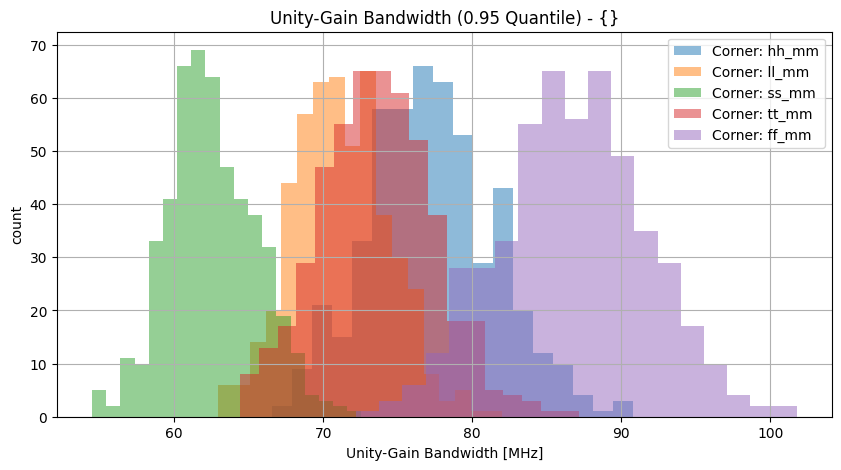 Unity-Gain Bandwidth (0.95 Quantile) - {}
70
60
50
40
30
20
10
0
count
Corner: hh_mm
Corner: ll_mm
Corner: ss_mm
Corner: tt_mm
Corner: ff_mm
60 70 80 90 100
Unity-Gain Bandwidth [MHz]